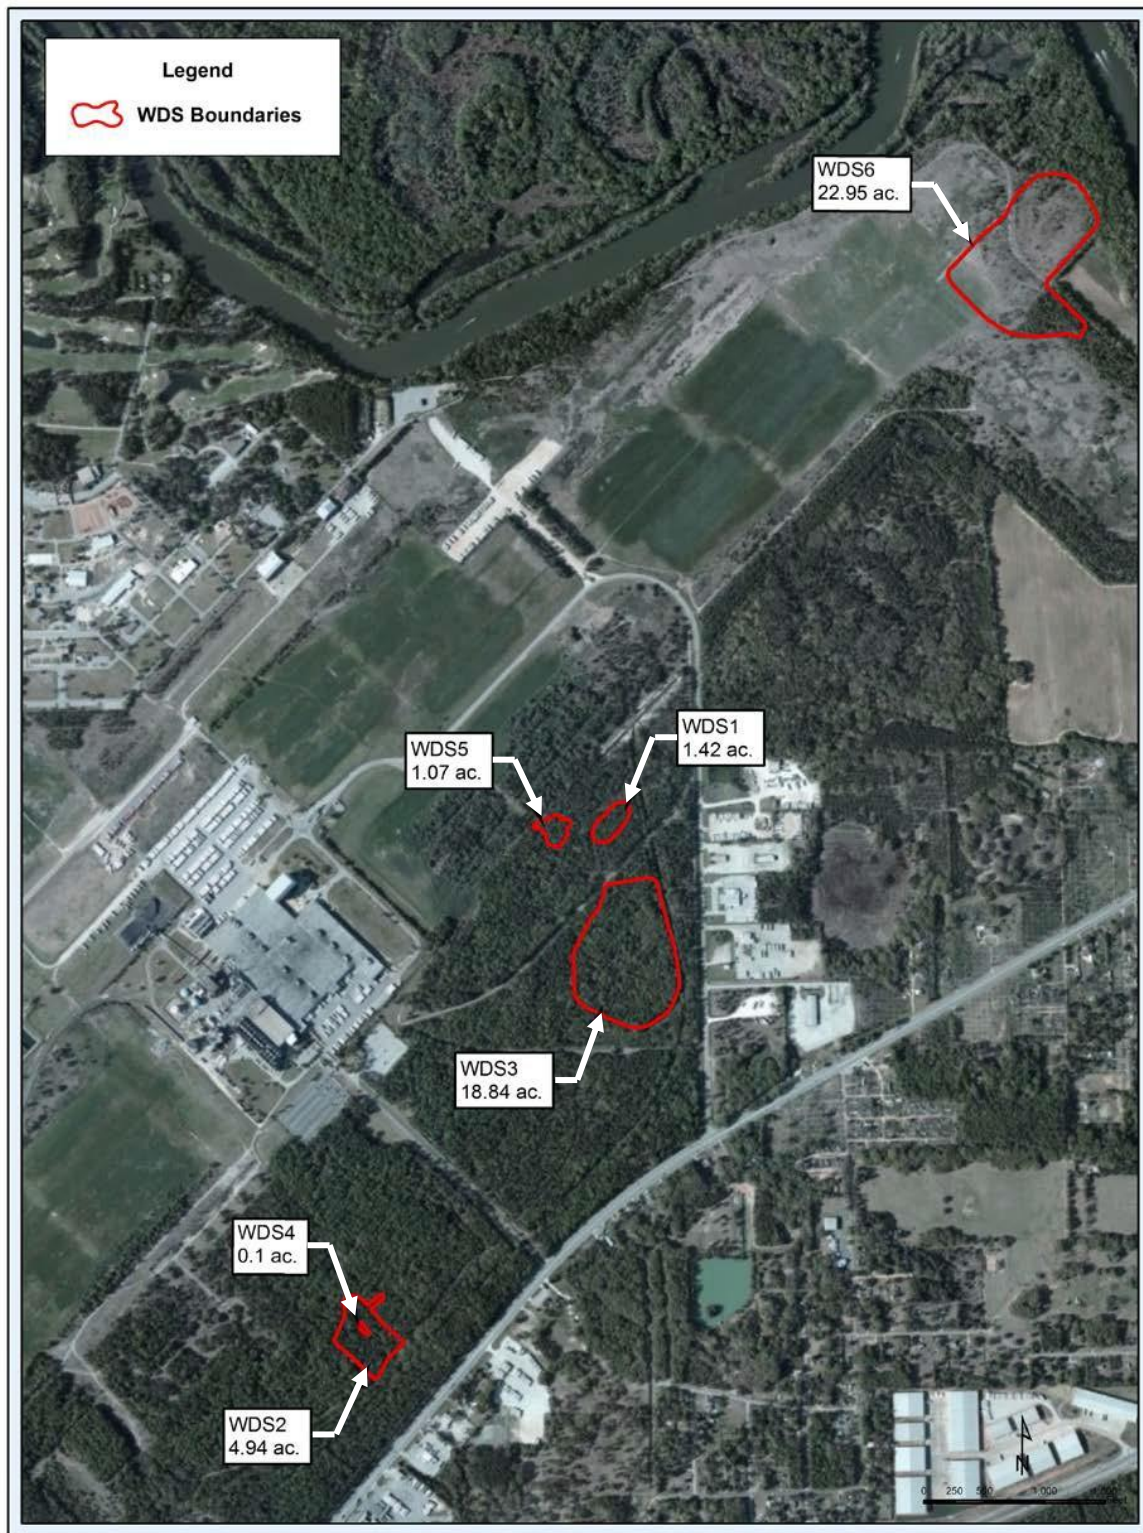 Legend
WDS Boundaries
WDS6
22.95 ac.
WDS1
1.42 ac.
WDS5
1.07 ac.
WDS3
18.84 ac.
WDS4
0.1 ac.
WDS2
4.94 ac.
N
0 250 500 1,000